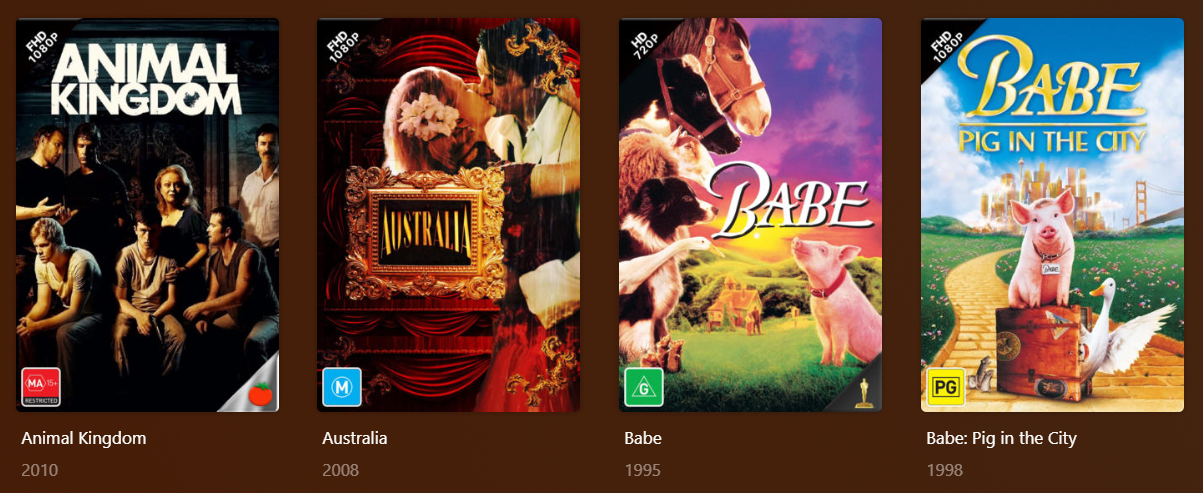 FHD
1080P
ANIMAL
KINGDOM
MA 15+
RESTRICTED
Animal Kingdom
2010
FHD
1080P
AUSTRALIA
M
Australia
2008
HD
720P
BABE
G
Babe
1995
FHD
1080P
BABE
PIG IN THE CITY
Babe
PG
Babe: Pig in the City
1998